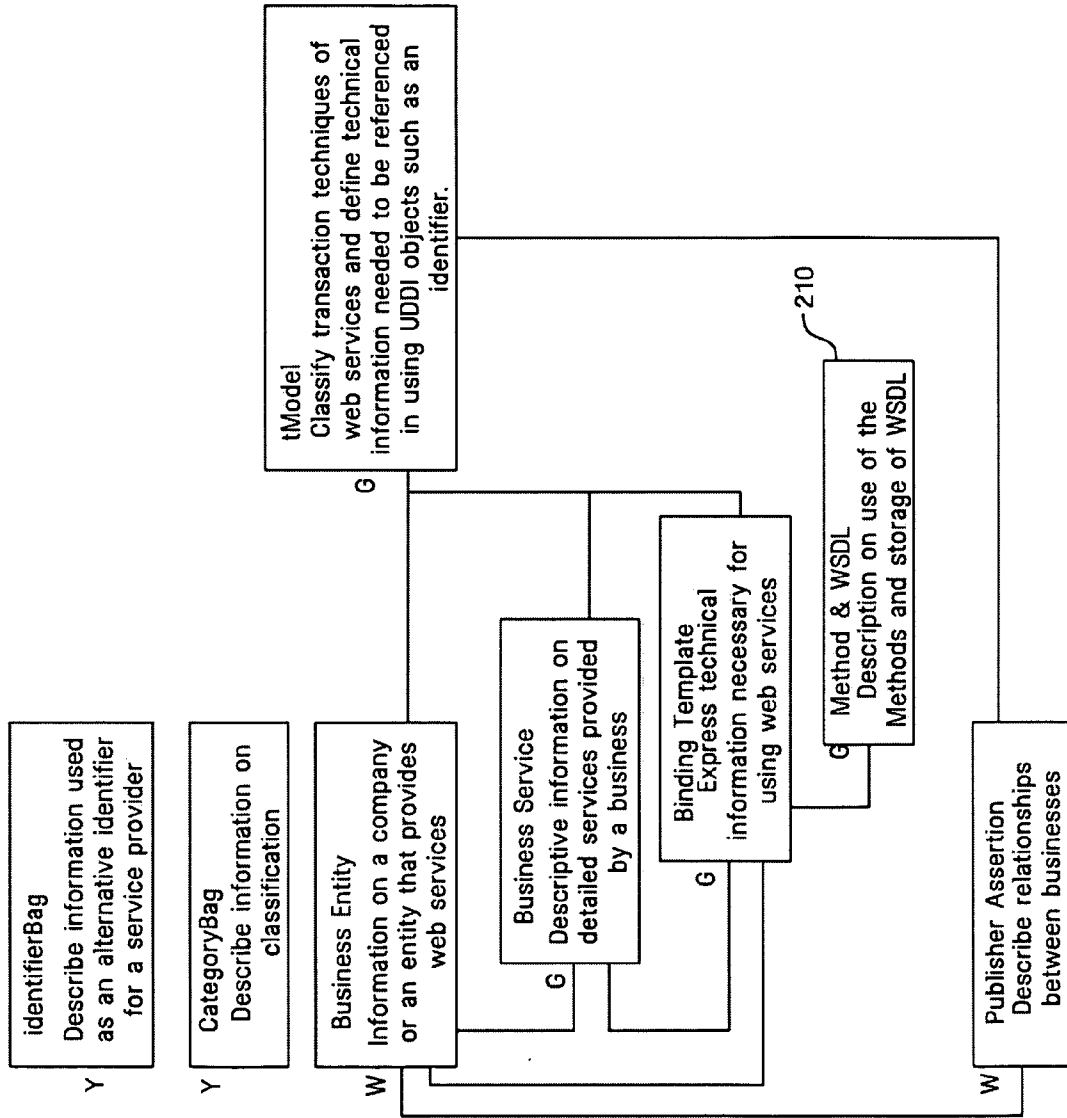 Y
identifierBag
Describe information used
as an alternative identifier
for a service provider
Y
CategoryBag
Describe information on
classification
W
Business Entity
Information on a company
or an entity that provides
web services
G
tModel
Classify transaction techniques of
web services and define technical
information needed to be referenced
in using UDDI objects such as an
identifier.
G
Business Service
Descriptive information on
detailed services provided
by a business
G
Binding Template
Express technical
information necessary for
using web services
G
Method & WSDL
Description on use of the
Methods and storage of WSDL
210
W
Publisher Assertion
Describe relationships
between businesses